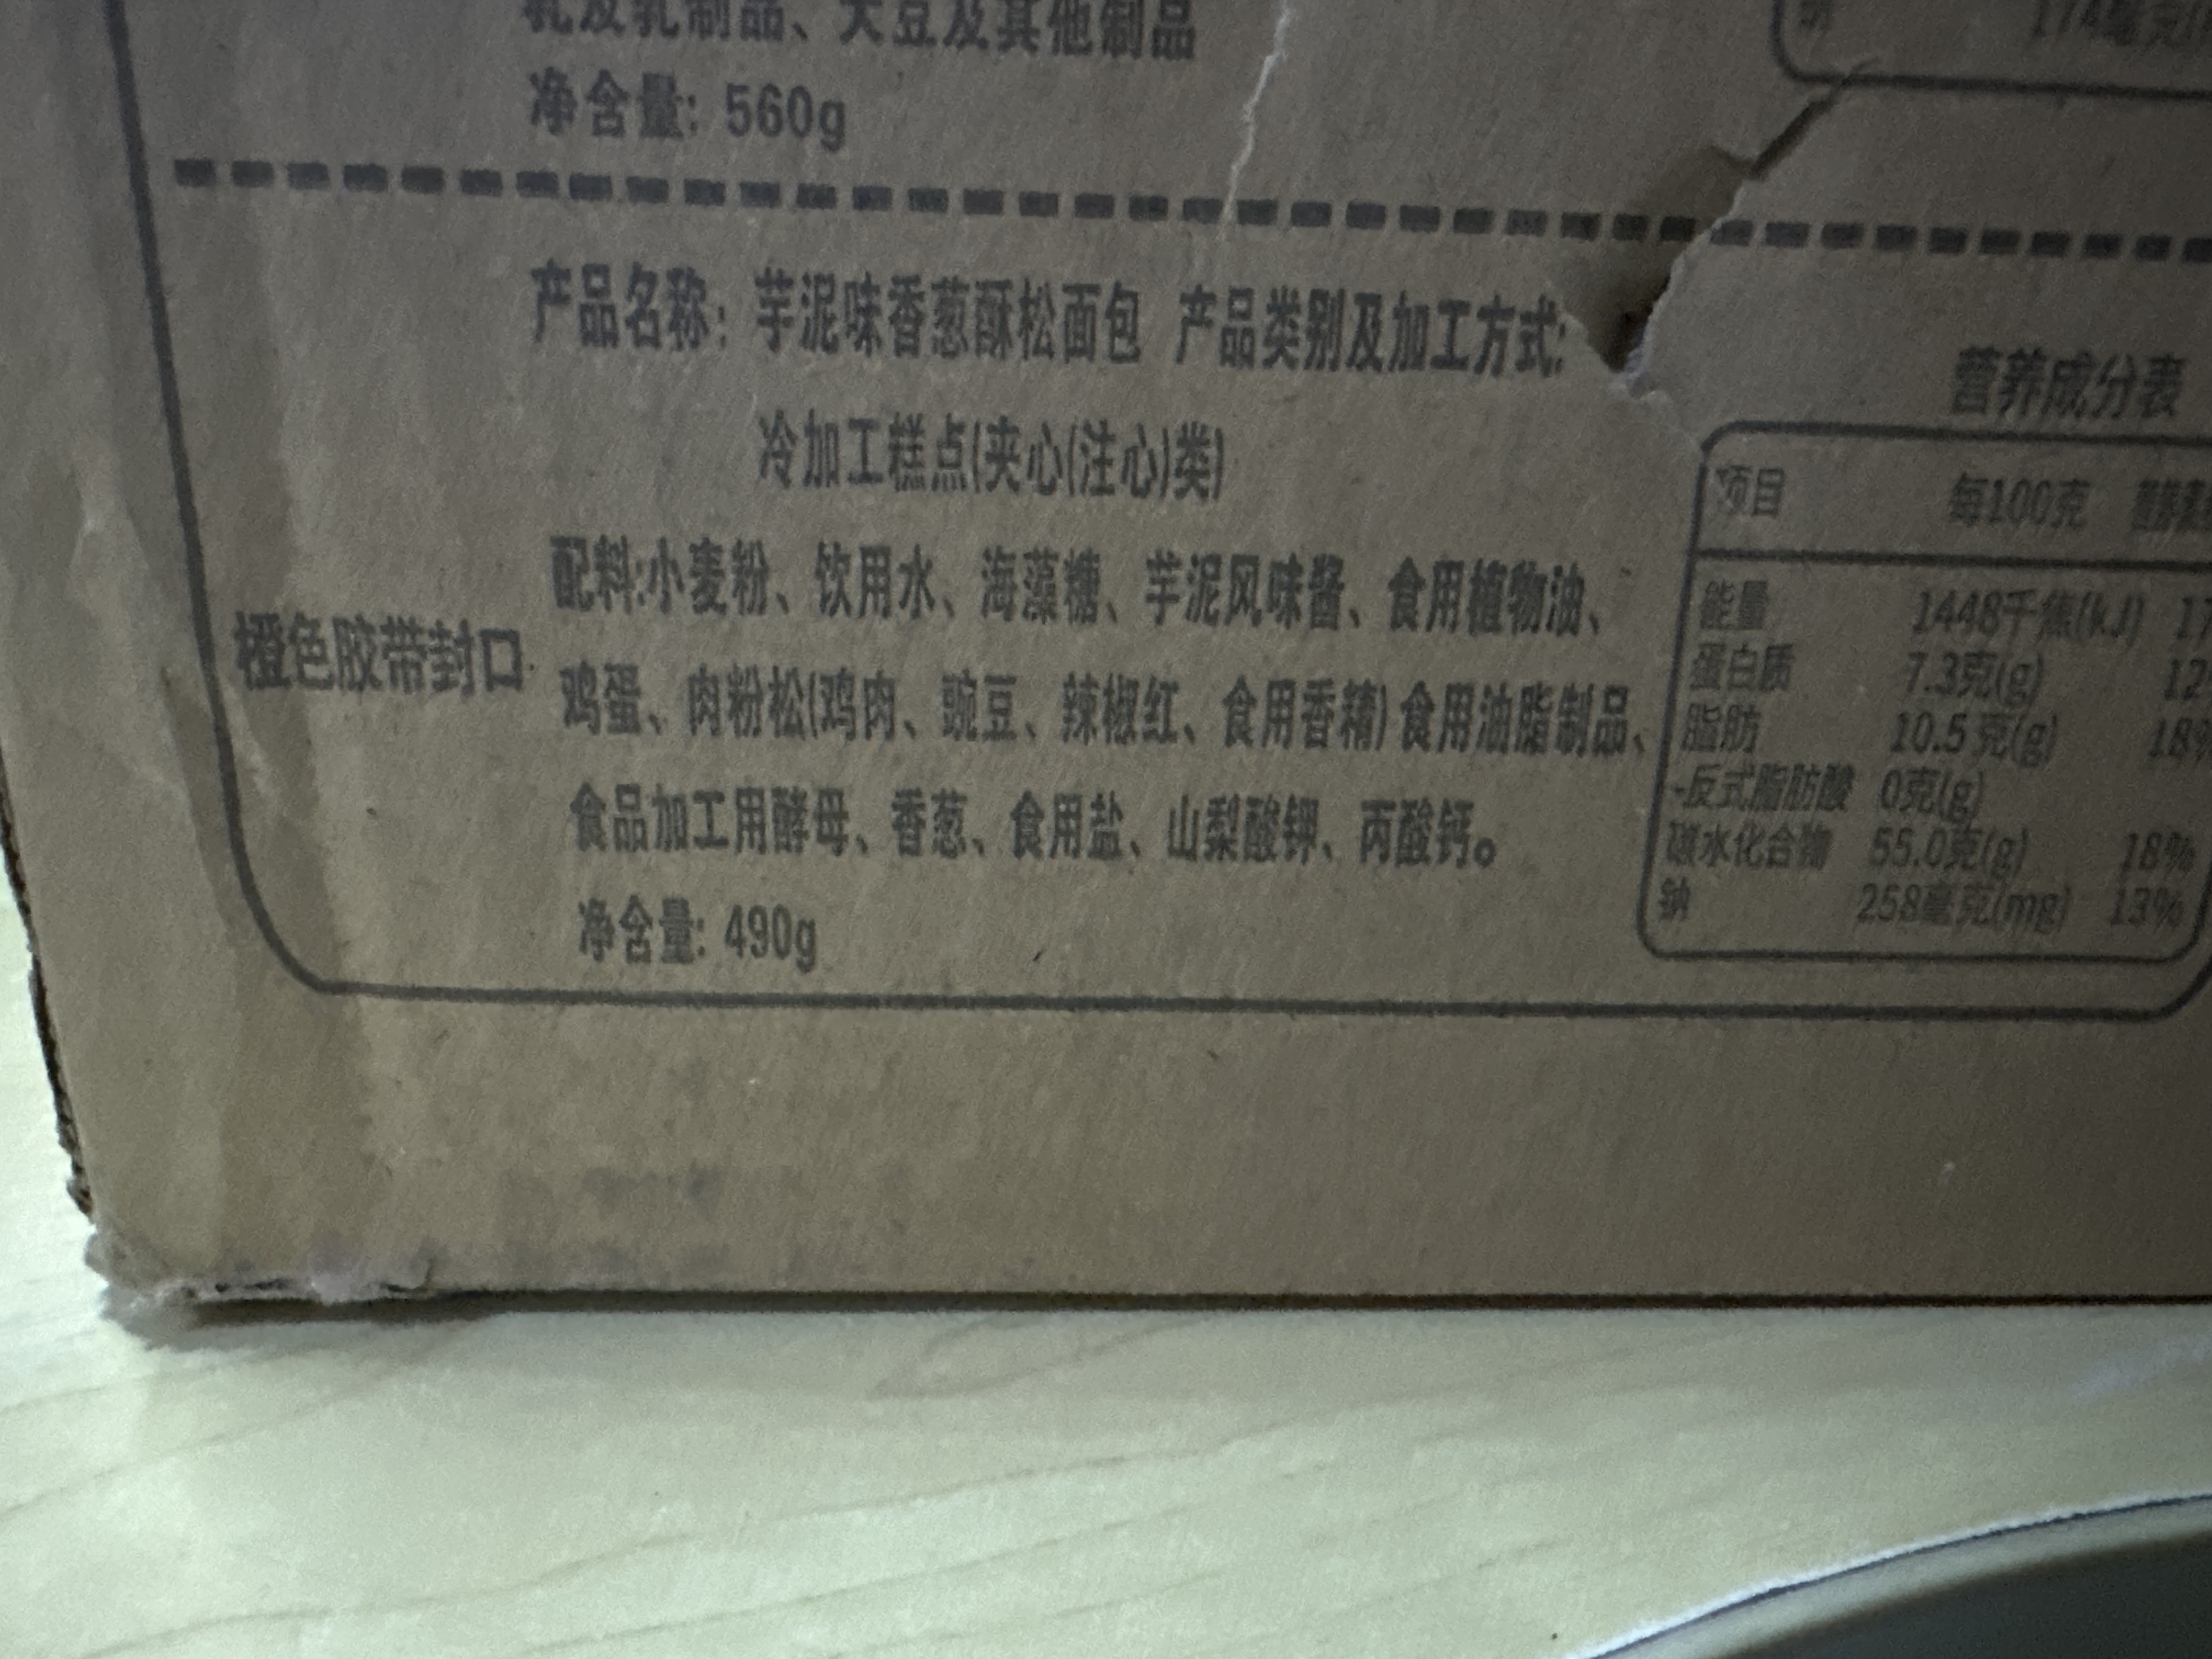 乳及乳制品、大豆及其他制品
净含量: 560g
174毫克
产品名称: 芋泥味香葱酥松面包 产品类别及加工方式:
冷加工糕点(夹心(注心)类)
橙色胶带封口
配料:小麦粉、饮用水、海藻糖、芋泥风味酱、食用植物油、
鸡蛋、肉粉松(鸡肉、豌豆、辣椒红、食用香精)食用油脂制品、
食品加工用酵母、香葱、食用盐、山梨酸钾、丙酸钙。
净含量: 490g
营养成分表
项目 每100克
能量 1448千焦(kJ)
蛋白质 7.3克(g) 12
脂肪 10.5克(g) 18%
-反式脂肪酸 0克(g)
碳水化合物 55.0克(g) 18%
钠 258毫克(mg) 13%